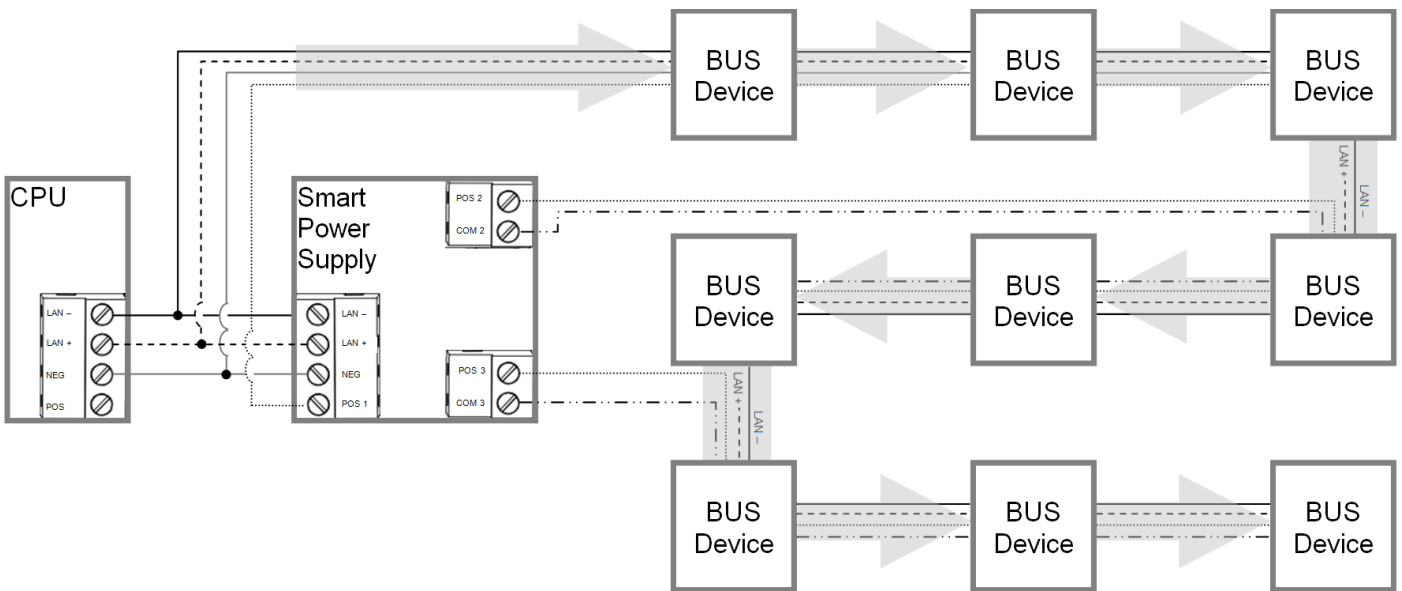 BUS
Device
BUS
Device
BUS
Device
LAN +
LAN –
CPU
LAN –
LAN +
NEG
POS
Smart
Power
Supply
POS 2
COM 2
LAN –
LAN +
NEG
POS 1
POS 3
COM 3
BUS
Device
BUS
Device
BUS
Device
LAN +
LAN –
BUS
Device
BUS
Device
BUS
Device